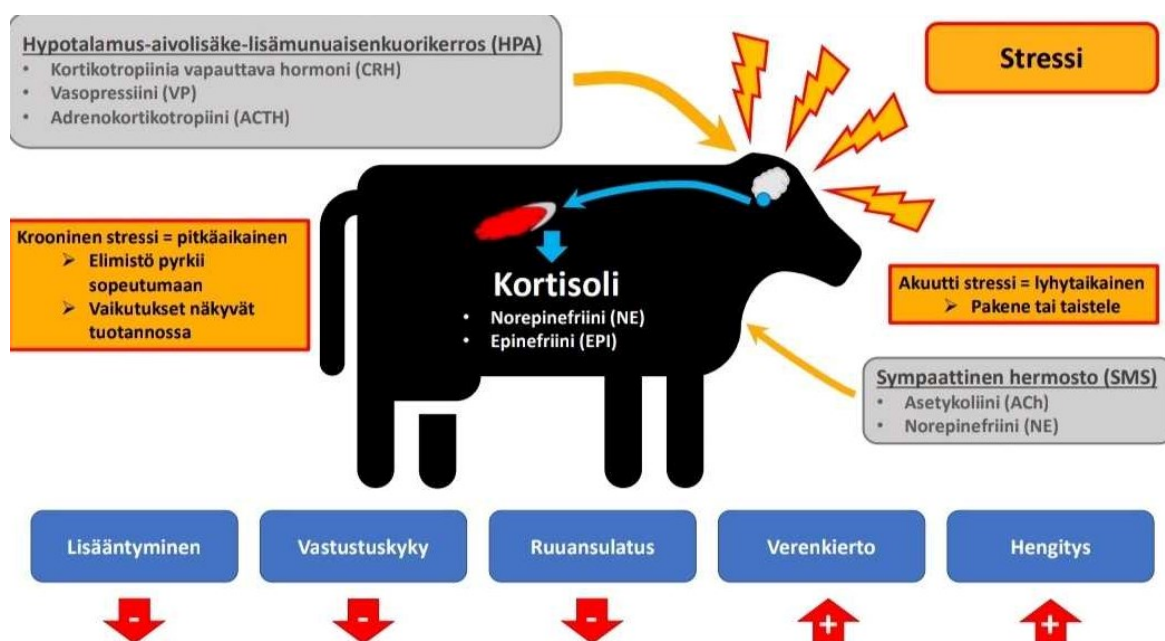 Hypotalamus-aivolisäke-lisämunuaisenkuorikerros (HPA)
• Kortikotropiinia vapauttava hormoni (CRH)
• Vasopressiini (VP)
• Adrenokortikotropiini (ACTH)
Stressi
Krooninen stressi = pitkäaikainen
➢ Elimistö pyrkii
sopeutumaan
➢ Vaikutukset näkyvät
tuotannossa
Kortisoli
• Norepinefriini (NE)
• Epinefriini (EPI)
Akuutti stressi = lyhytaikainen
➢ Pakene tai taistele
Sympaattinen hermosto (SMS)
• Asetykoliini (ACh)
• Norepinefriini (NE)
Lisääntyminen
Vastustuskyky
Ruuansulatus
Verenkierto
Hengitys
-
-
-
+
+